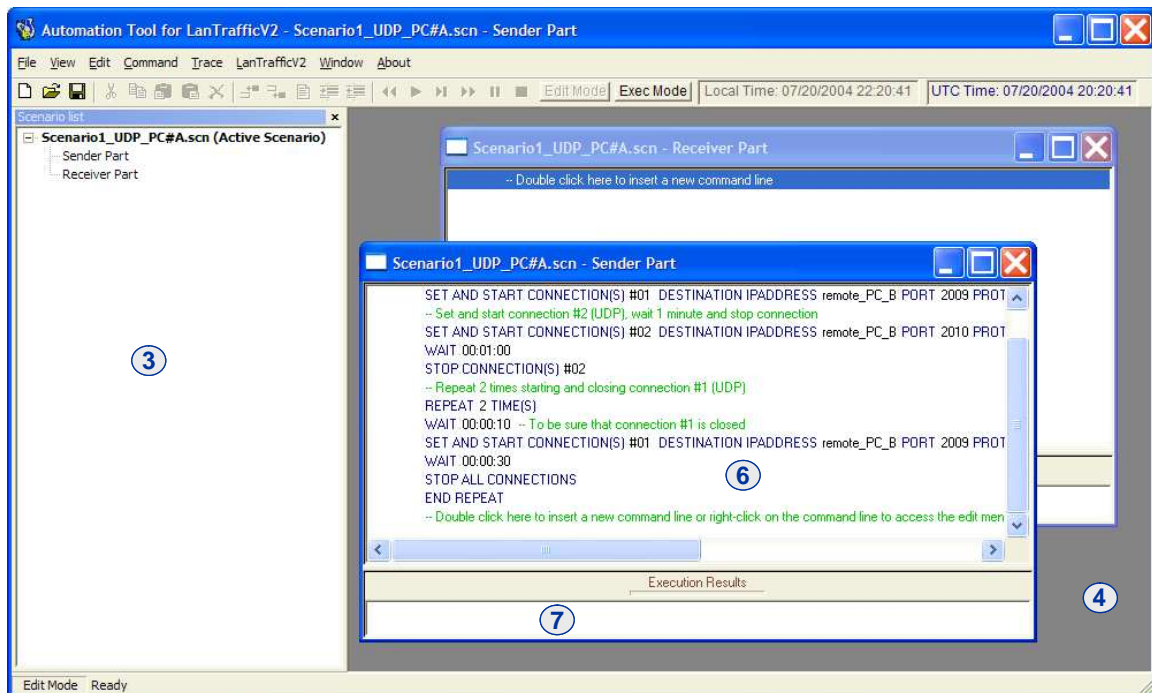 Automation Tool for LanTrafficV2 - Scenario1_UDP_PC#A.scn - Sender Part
File View Edit Command Trace LanTrafficV2 Window About
Edit Mode Exec Mode Local Time: 07/20/2004 22:20:41 UTC Time: 07/20/2004 20:20:41
Scenario list
Scenario1_UDP_PC#A.scn (Active Scenario)
Sender Part
Receiver Part
3
Scenario1_UDP_PC#A.scn - Receiver Part
-- Double click here to insert a new command line
Scenario1_UDP_PC#A.scn - Sender Part
SET AND START CONNECTION(S) #01 DESTINATION IPADDRESS remote_PC_B PORT 2009 PROT
-- Set and start connection #2 (UDP), wait 1 minute and stop connection
SET AND START CONNECTION(S) #02 DESTINATION IPADDRESS remote_PC_B PORT 2010 PROT
WAIT 00:01:00
STOP CONNECTION(S) #02
-- Repeat 2 times starting and closing connection #1 (UDP)
REPEAT 2 TIME(S)
WAIT 00:00:10 -- To be sure that connection #1 is closed
SET AND START CONNECTION(S) #01 DESTINATION IPADDRESS remote_PC_B PORT 2009 PROT
WAIT 00:00:30
STOP ALL CONNECTIONS
END REPEAT
-- Double click here to insert a new command line or right-click on the command line to access the edit men
6
Execution Results
7
4
Edit Mode Ready